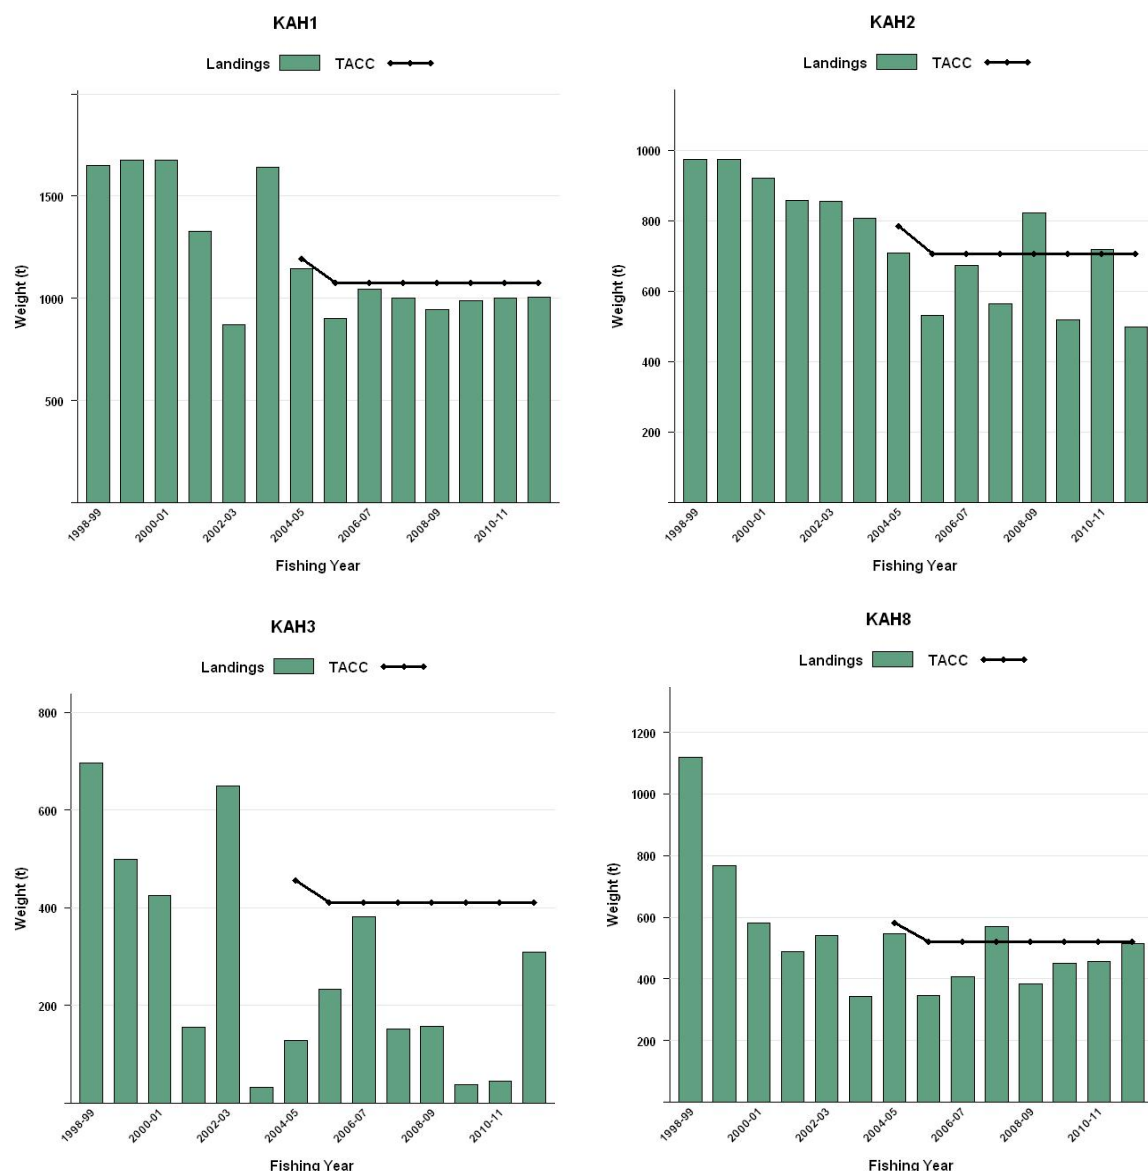 KAH1
Landings TACC
Weight (t)
1500
1000
500
1998-99
2000-01
2002-03
2004-05
2006-07
2008-09
2010-11
Fishing Year
KAH2
Landings TACC
Weight (t)
1000
800
600
400
200
1998-99
2000-01
2002-03
2004-05
2006-07
2008-09
2010-11
Fishing Year
KAH3
Landings TACC
Weight (t)
800
600
400
200
1998-99
2000-01
2002-03
2004-05
2006-07
2008-09
2010-11
Fishing Year
KAH8
Landings TACC
Weight (t)
1200
1000
800
600
400
200
1998-99
2000-01
2002-03
2004-05
2006-07
2008-09
2010-11
Fishing Year